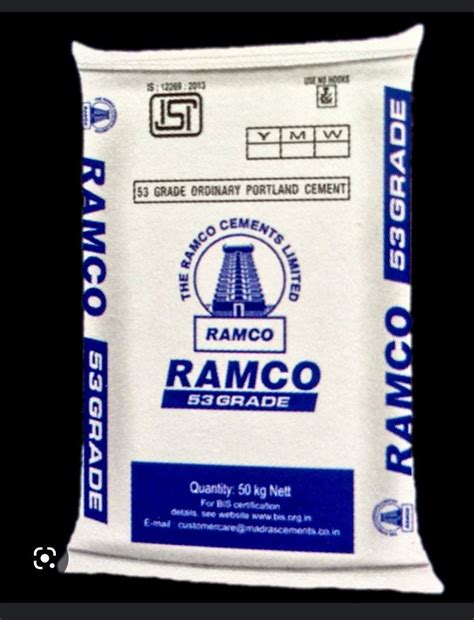 IS : 12269 : 2013
USE NO HOOKS
ISI
Y M W
53 GRADE ORDINARY PORTLAND CEMENT
THE RAMCO CEMENTS LIMITED
RAMCO
RAMCO
53 GRADE
Quantity: 50 kg Nett
For BIS certification
details, see website www.bis.org.in
E-mail : customercare@madrascements.co.in
RAMCO 53 GRADE
RAMCO 53 GRADE